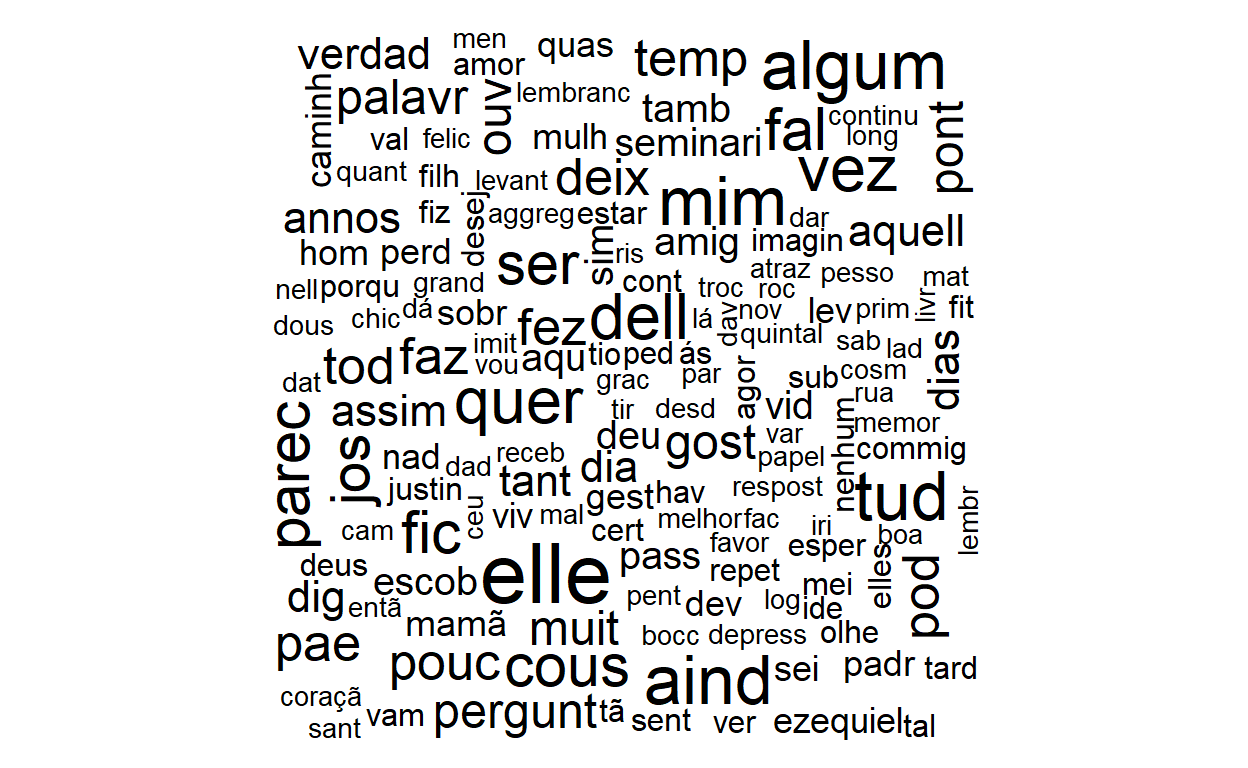 verdad
men
quas
temp
algum
amor
caminh
palavr
ouv
lembranc
tamb
fal
continu
long
pont
val
felic
mulh
seminari
vez
quant
filh
levant
deix
mim
annos
fiz
desej
aggreg
estar
dar
aquell
hom
perd
ser
sim
ris
amig
imagin
nell
porqu
grand
cont
troc
atraz
roc
pesso
mat
dous
chic
dá
sobr
fez
dell
lá
dav
nov
lev
prim
livr
fit
quintal
tod
faz
imit
vou
aqu
tio
ped
ás
sab
lad
dias
dat
grac
par
agor
sub
cosm
rua
parec
assim
quer
tir
desd
vid
nenhum
memor
jos
nad
dad
receb
dia
deu
gost
var
papel
commig
justin
tant
gest
hav
respost
tud
cam
fic
ceu
viv
mal
cert
melhor
fac
iri
boa
lembr
favor
esper
deus
escob
elle
pass
repet
mei
elles
pod
dig
entã
pent
dev
log
ide
pae
mamã
muit
bocc
depress
olhe
pouc
cous
aind
sei
padr
tard
coraçã
sant
vam
pergunt
tã
sent
ver
ezequiel
tal